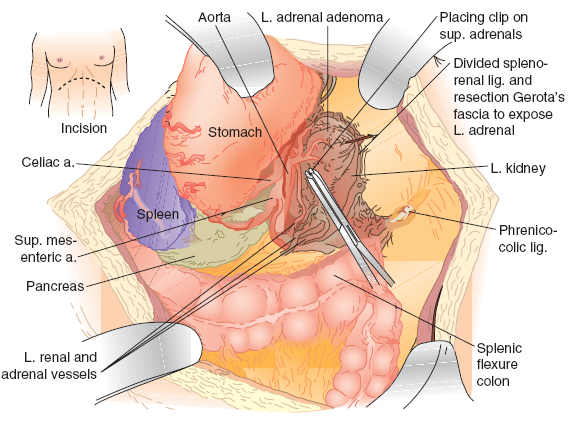 Aorta
L. adrenal adenoma
Placing clip on
sup. adrenals
Divided spleno-
renal lig. and
resection Gerota's
fascia to expose
L. adrenal
Incision
Stomach
Celiac a.
L. kidney
Spleen
Sup. mes-
enteric a.
Phrenico-
colic lig.
Pancreas
L. renal and
adrenal vessels
Splenic
flexure
colon